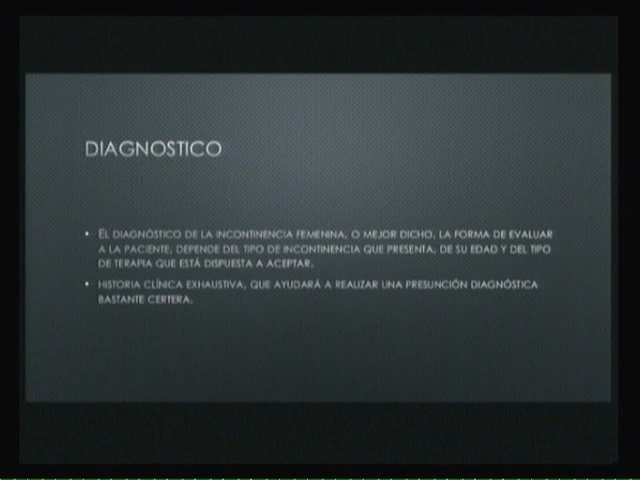 DIAGNOSTICO
• EL DIAGNÓSTICO DE LA INCONTINENCIA FEMENINA, O MEJOR DICHO, LA FORMA DE EVALUAR
A LA PACIENTE, DEPENDE DEL TIPO DE INCONTINENCIA QUE PRESENTA, DE SU EDAD Y DEL TIPO
DE TERAPIA QUE ESTÁ DISPUESTA A ACEPTAR.
• HISTORIA CLÍNICA EXHAUSTIVA, QUE AYUDARÁ A REALIZAR UNA PRESUNCIÓN DIAGNÓSTICA
BASTANTE CERTERA.